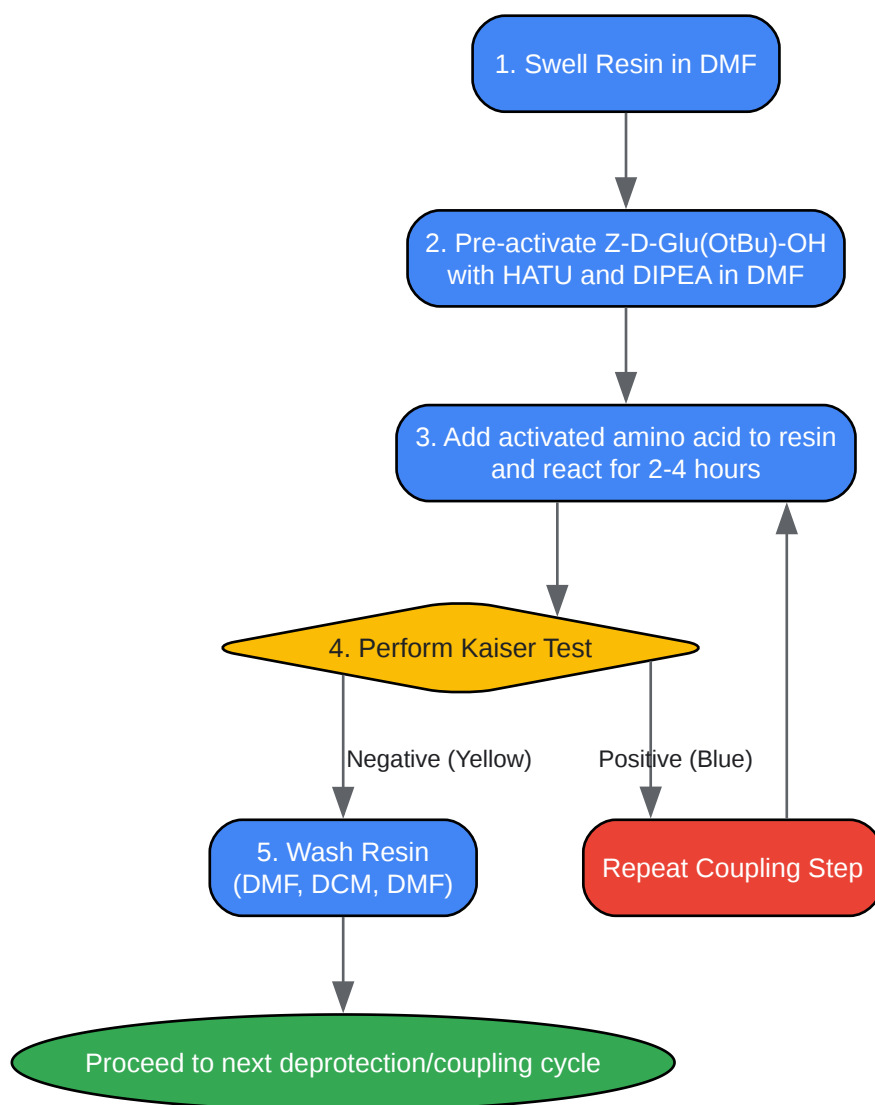 1. Swell Resin in DMF
2. Pre-activate Z-D-Glu(OtBu)-OH
with HATU and DIPEA in DMF
3. Add activated amino acid to resin
and react for 2-4 hours
4. Perform Kaiser Test
Negative (Yellow)
Positive (Blue)
5. Wash Resin
(DMF, DCM, DMF)
Repeat Coupling Step
Proceed to next deprotection/coupling cycle